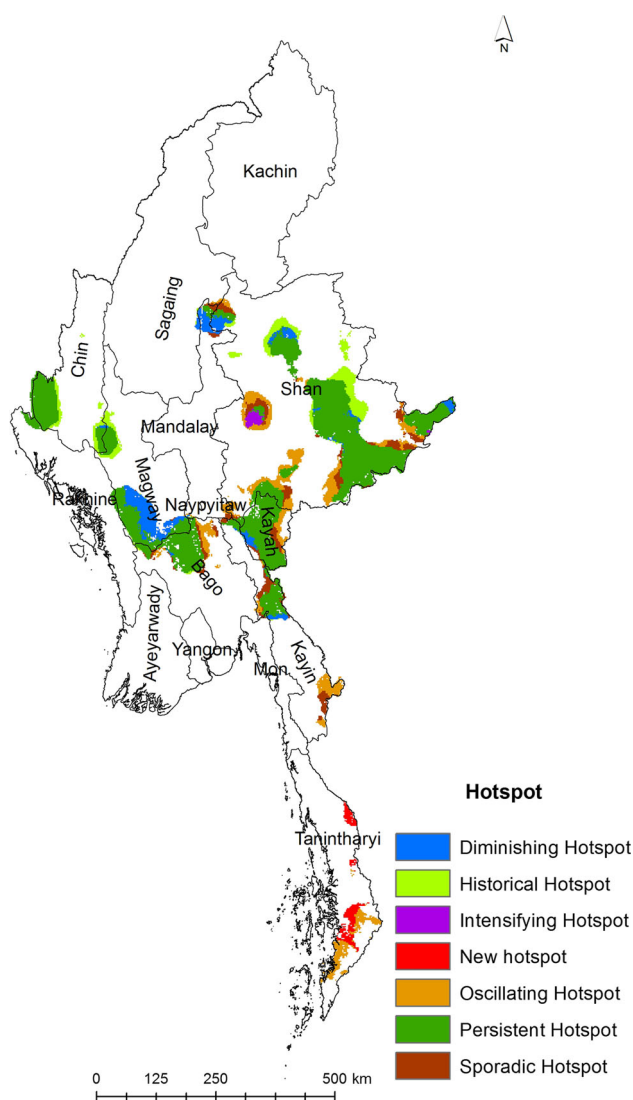 N
Kachin
Sagaing
Chin
Shan
Mandalay
Magway
Rakhine
Naypyitaw
Kayah
Bago
Ayeyarwady
Yangon
Mon
Kayin
Hotspot
Tanintharyi
Diminishing Hotspot
Historical Hotspot
Intensifying Hotspot
New hotspot
Oscillating Hotspot
Persistent Hotspot
Sporadic Hotspot
0 125 250 500 km